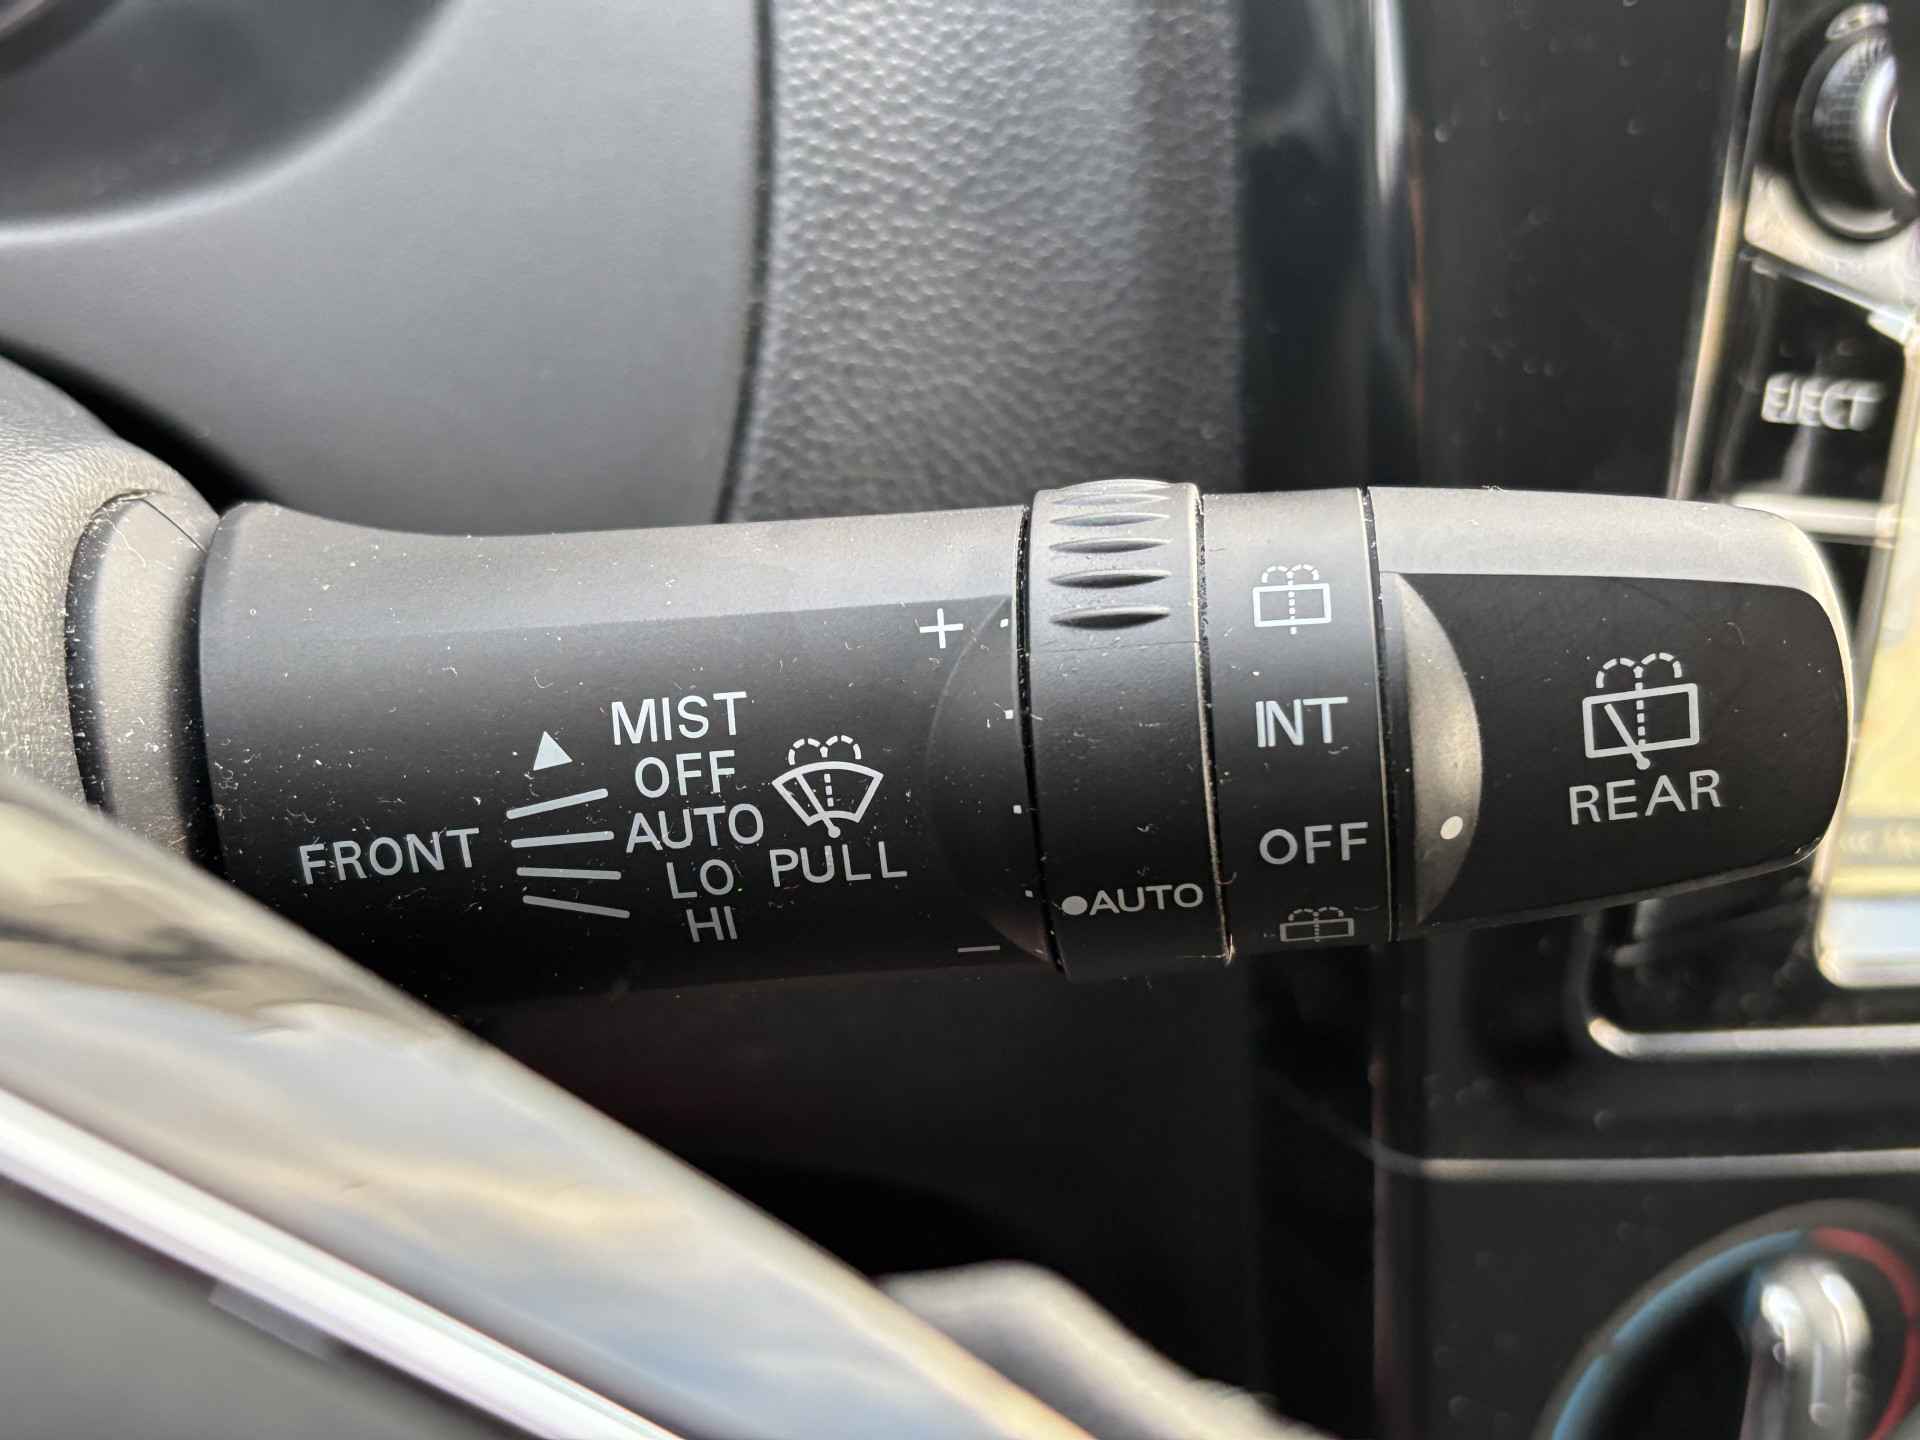 EJECT
MIST
OFF
AUTO
LO
HI
FRONT
PULL
+
−
●AUTO
INT
OFF
REAR